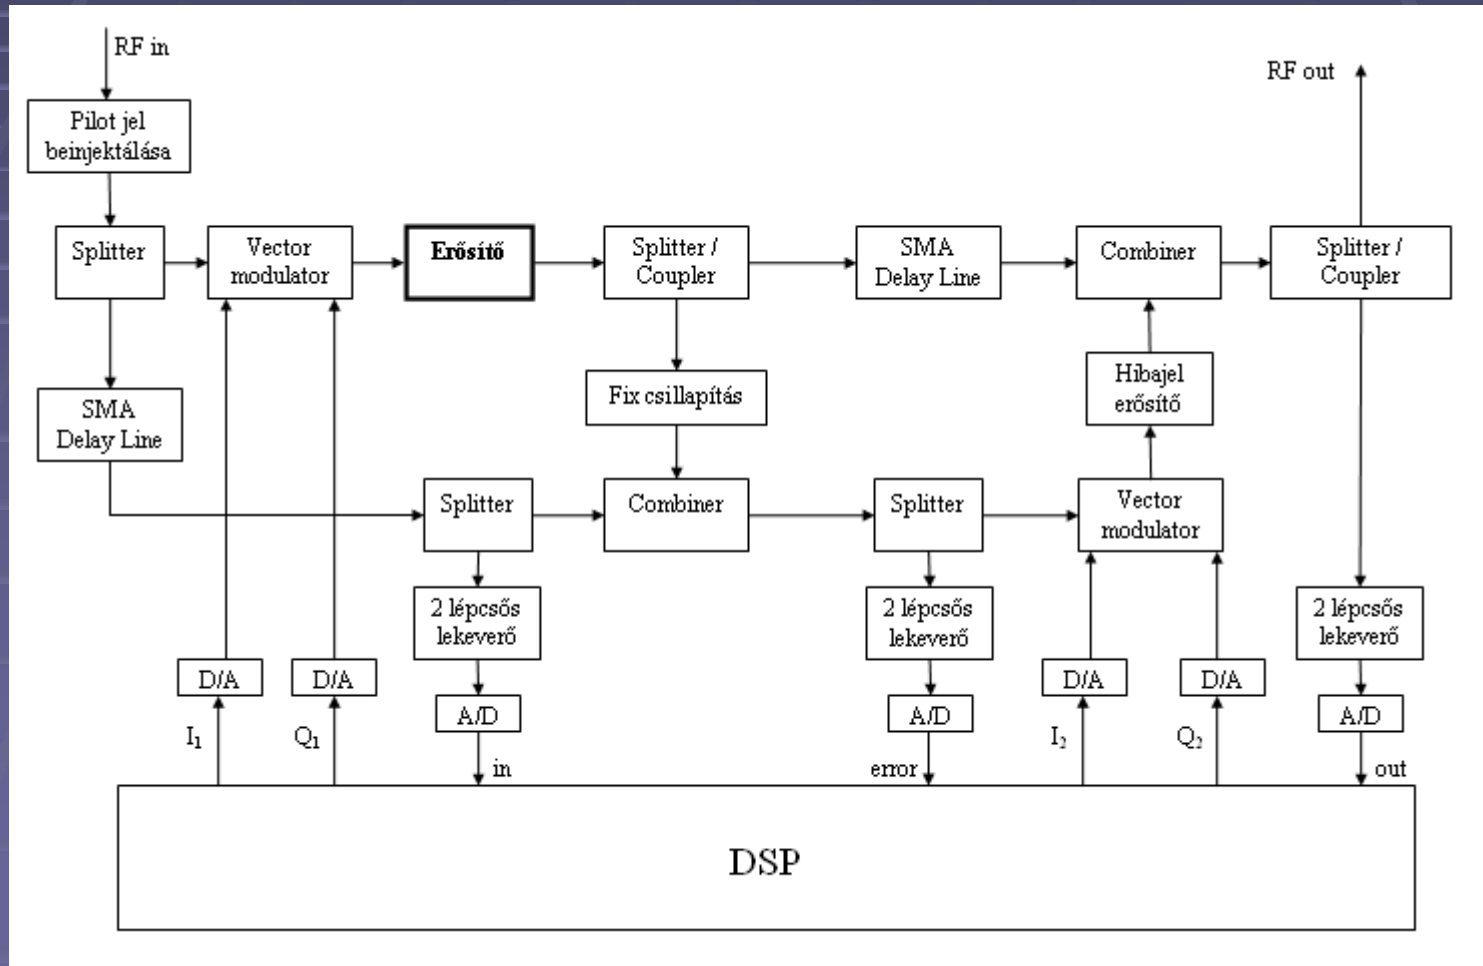 RF in
RF out
Pilot jel
beinjektálása
Splitter
Vector
modulator
Erősítő
Splitter /
Coupler
SMA
Delay Line
Combiner
Splitter /
Coupler
SMA
Delay Line
Fix csillapítás
Hibajel
erősítő
Splitter
Combiner
Splitter
Vector
modulator
2 lépcsős
lekeverő
2 lépcsős
lekeverő
2 lépcsős
lekeverő
D/A
D/A
A/D
A/D
D/A
D/A
A/D
I₁
Q₁
in
error
I₂
Q₂
out
DSP